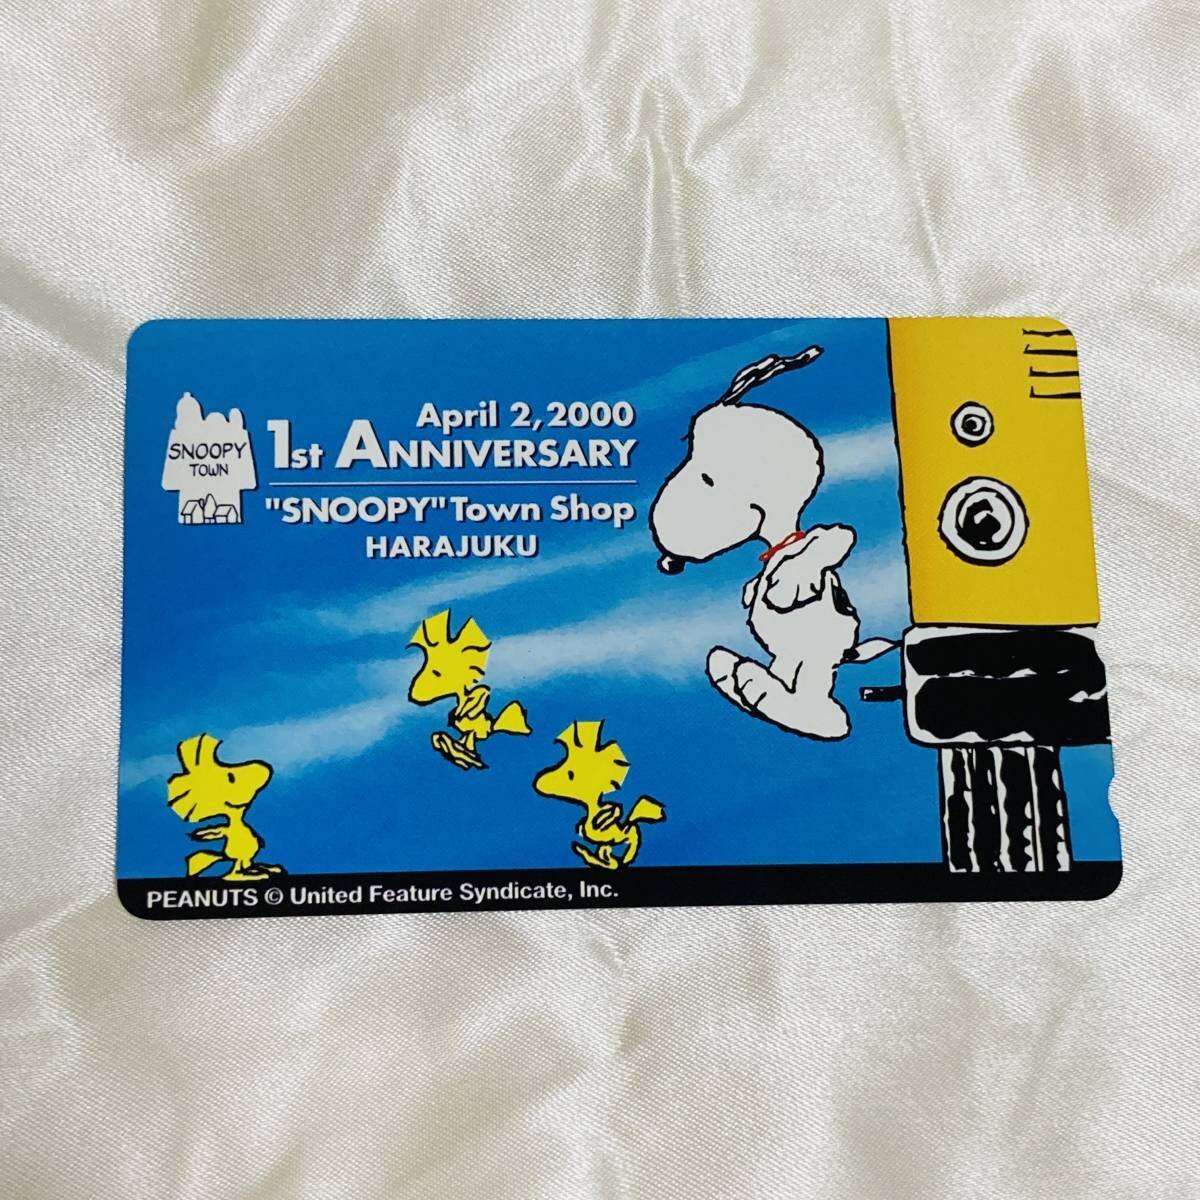 SNOOPY
TOWN
April 2, 2000
1st ANNIVERSARY
"SNOOPY" Town Shop
HARAJUKU
PEANUTS © United Feature Syndicate, Inc.